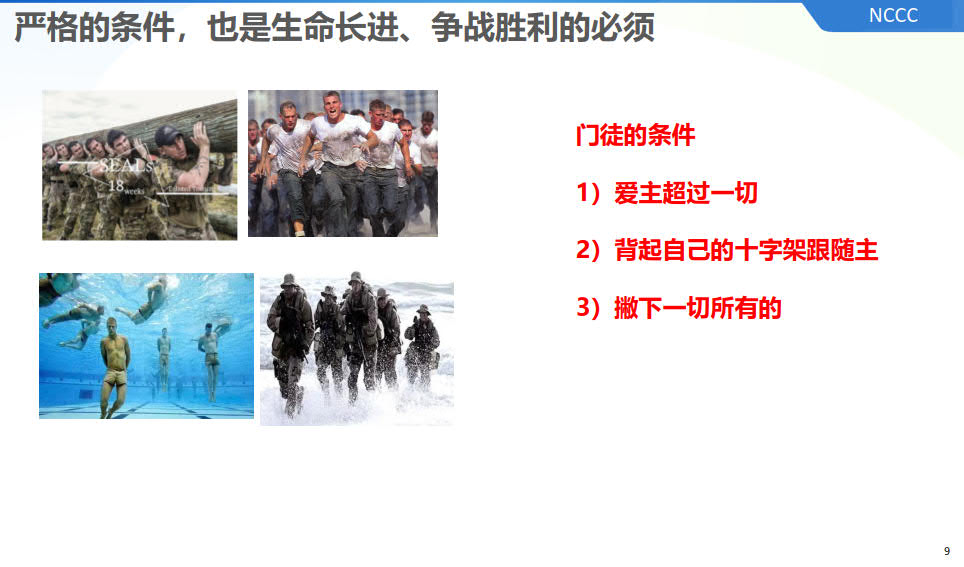 NCCC
严格的条件，也是生命长进、争战胜利的必须
SEALs
18 weeks
门徒的条件
1）爱主超过一切
2）背起自己的十字架跟随主
3）撇下一切所有的
9